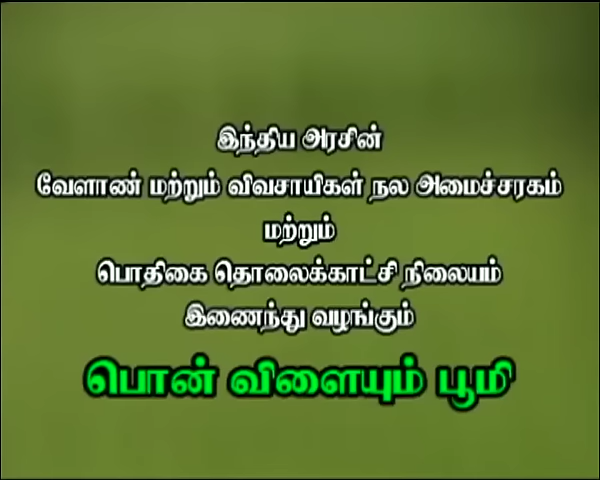 இந்திய அரசின்
வேளாண் மற்றும் விவசாயிகள் நல அமைச்சரகம்
மற்றும்
பொதிகை தொலைக்காட்சி நிலையம்
இணைந்து வழங்கும்
பொன் விளையும் பூமி